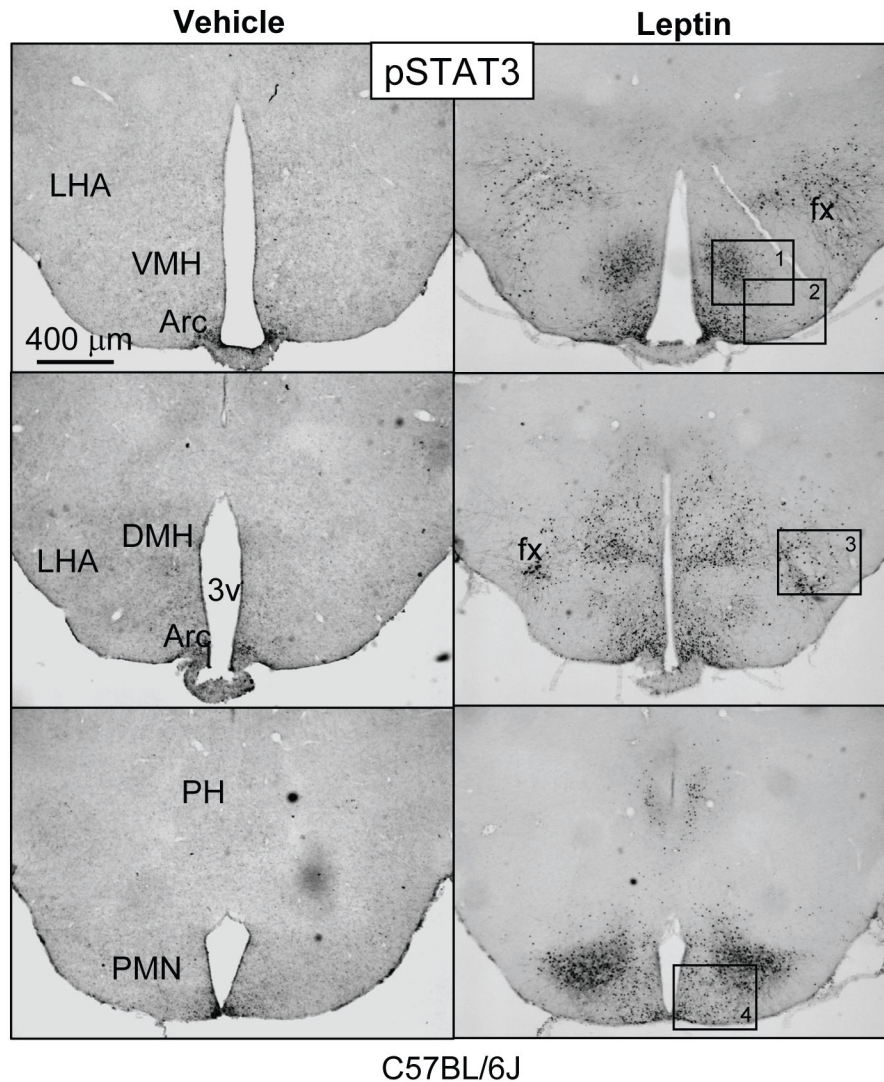 Vehicle
Leptin
pSTAT3
LHA
VMH
Arc
400 μm
fx
1
2
DMH
LHA
3v
Arc
fx
3
PH
PMN
4
C57BL/6J